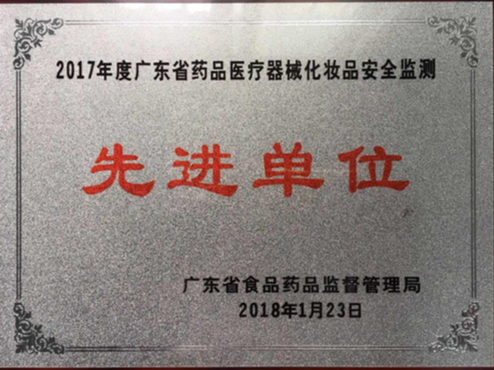 2017年度广东省药品医疗器械化妆品安全监测
先进单位
广东省食品药品监督管理局
2018年1月23日